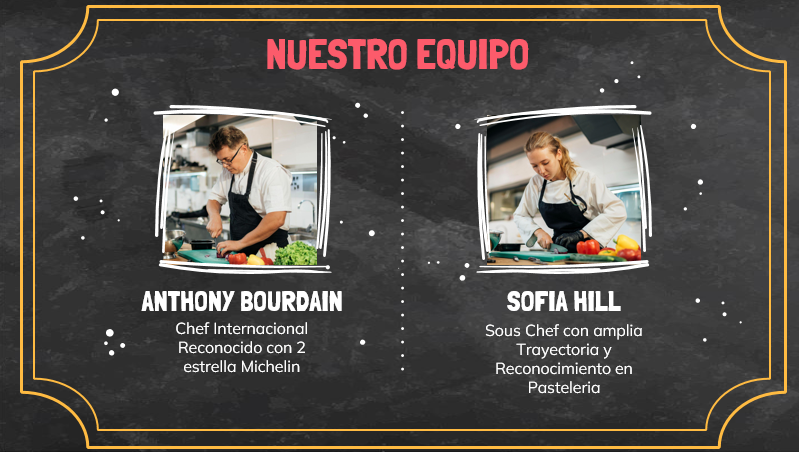 NUESTRO EQUIPO
ANTHONY BOURDAIN
Chef Internacional
Reconocido con 2
estrella Michelin
SOFIA HILL
Sous Chef con amplia
Trayectoria y
Reconocimiento en
Pasteleria